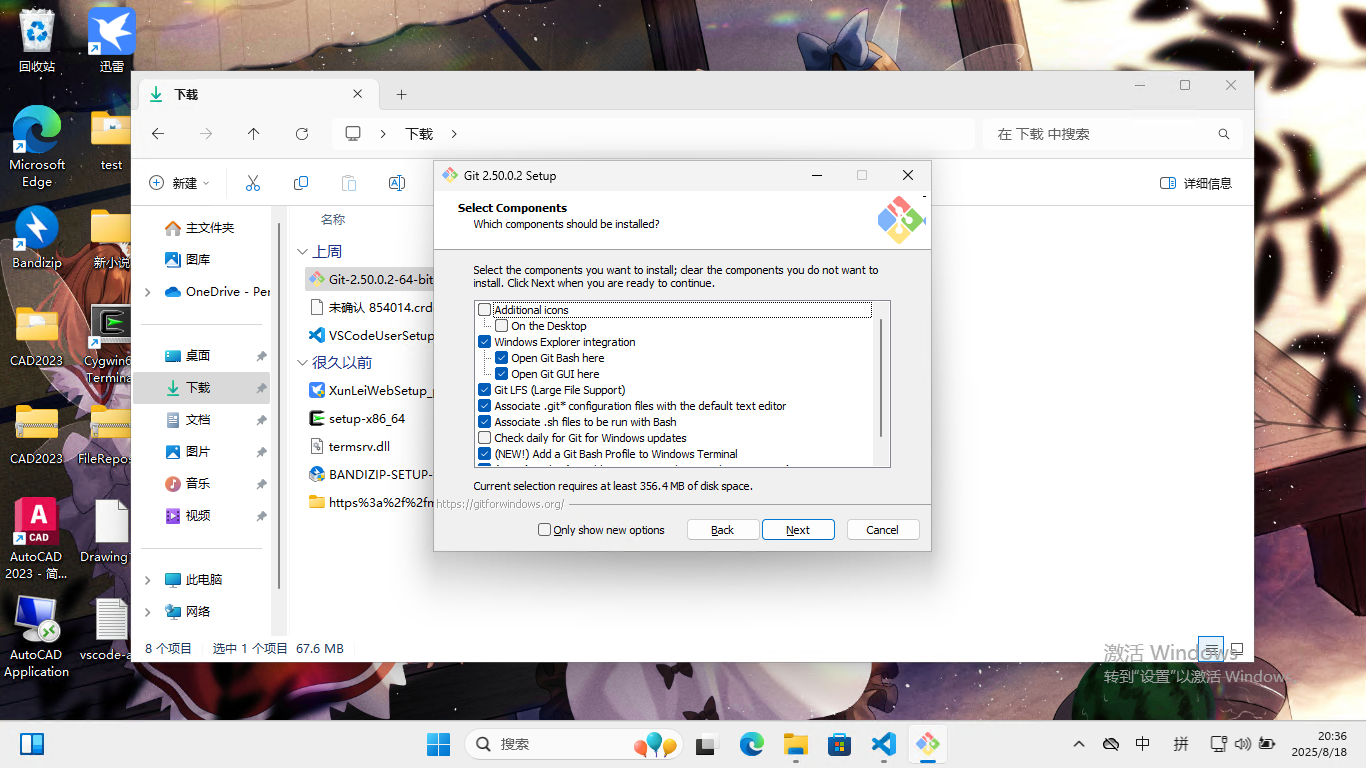 回收站
迅雷
Microsoft
Edge
test
Bandizip
CAD2023
Cygwin6
Termina
CAD2023
FileRepos
AutoCAD
2023 - 简...
Drawing
AutoCAD
Application
vscode-a
下载
下载
在 下载 中搜索
新建
详细信息
主文件夹
图库
OneDrive - Per
桌面
下载
文档
图片
音乐
视频
此电脑
网络
名称
上周
Git-2.50.0.2-64-bit
未确认 854014.crd
VSCodeUserSetup
很久以前
XunLeiWebSetup_
setup-x86_64
termsrv.dll
BANDIZIP-SETUP-
https%3a%2f%2fm
8 个项目
选中 1 个项目 67.6 MB
Git 2.50.0.2 Setup
Select Components
Which components should be installed?
Select the components you want to install; clear the components you do not want to
install. Click Next when you are ready to continue.
Additional icons
On the Desktop
Windows Explorer integration
Open Git Bash here
Open Git GUI here
Git LFS (Large File Support)
Associate .git* configuration files with the default text editor
Associate .sh files to be run with Bash
Check daily for Git for Windows updates
(NEW!) Add a Git Bash Profile to Windows Terminal
Current selection requires at least 356.4 MB of disk space.
https://gitforwindows.org/
Only show new options
Back
Next
Cancel
激活 Windows
转到"设置"以激活 Windows
搜索
中
拼
20:36
2025/8/18